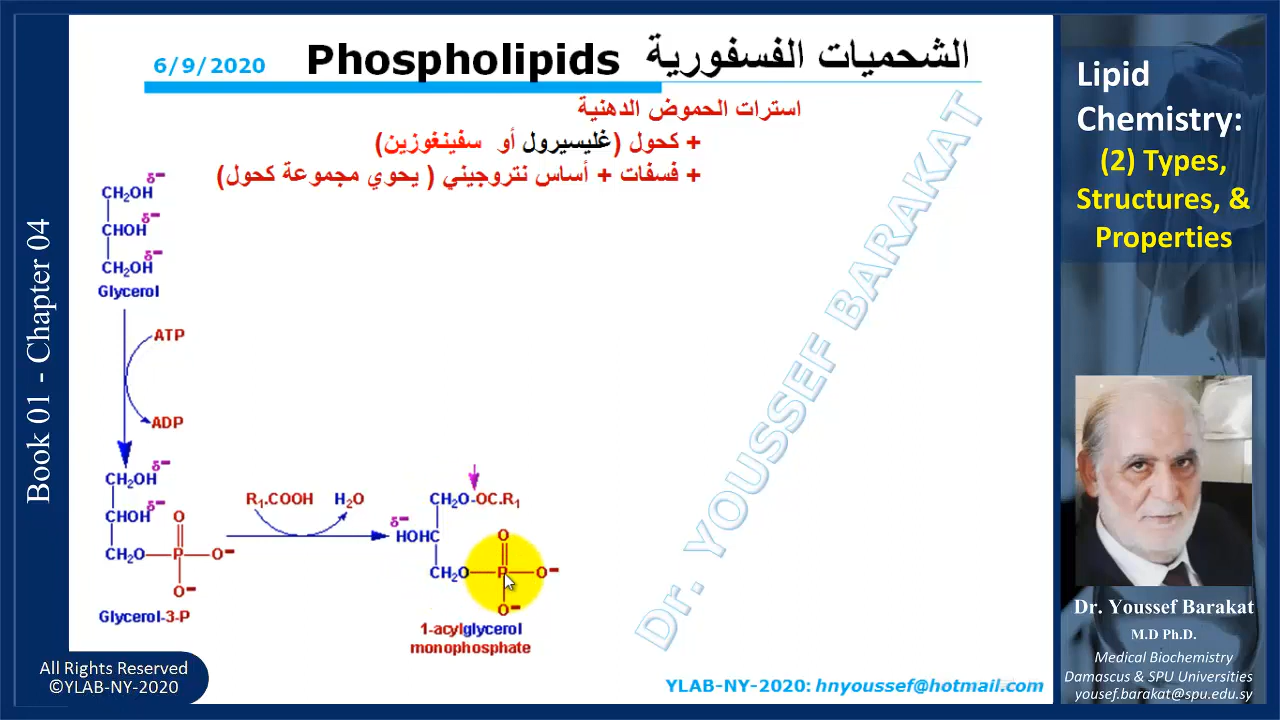 6/9/2020 Phospholipids الشحميات الفسفورية
استرات الحموض الدهنية
+ كحول (غليسيرول أو سفينغوزين)
+ فسفات + أساس نتروجيني ( يحوي مجموعة كحول)
CH₂OH δ-
CHOH δ-
CH₂OH δ-
Glycerol
ATP
ADP
CH₂OH δ-
CHOH δ-
O
CH₂O P O-
O-
Glycerol-3-P
R₁.COOH H₂O
CH₂O-OC.R₁
δ-
HOHC
O
CH₂O P O-
O-
1-acylglycerol
monophosphate
Dr. YOUSSEF BARAKAT
YLAB-NY-2020: hnyoussef@hotmail.com
Book 01 - Chapter 04
All Rights Reserved
©YLAB-NY-2020
Lipid
Chemistry:
(2) Types,
Structures, &
Properties
Dr. Youssef Barakat
M.D Ph.D.
Medical Biochemistry
Damascus & SPU Universities
yousef.barakat@spu.edu.sy